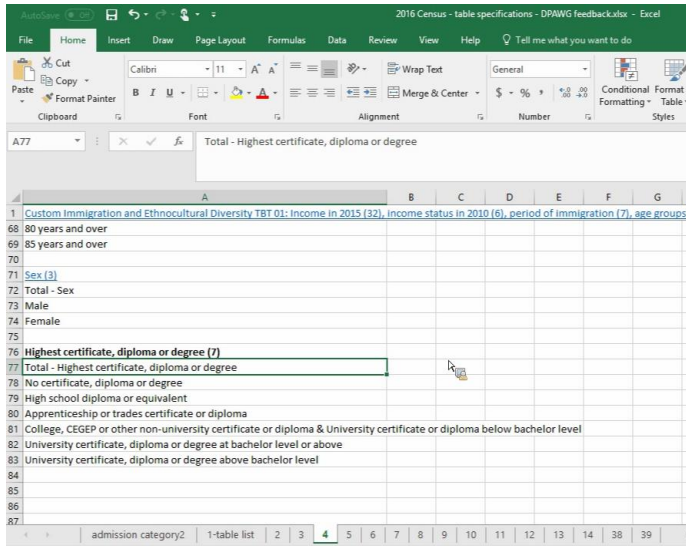 AutoSave Off 2016 Census - table specifications - DPAWG feedback.xlsx - Excel
File Home Insert Draw Page Layout Formulas Data Review View Help Tell me what you want to do
Paste Cut Copy Format Painter
Calibri 11 A A Wrap Text General
B I U A Merge & Center $ % , Conditional Formatting Format Table
Clipboard Font Alignment Number Styles
A77 fx Total - Highest certificate, diploma or degree
A B C D E F G
1 Custom Immigration and Ethnocultural Diversity TBT 01: Income in 2015 (32), income status in 2010 (6), period of immigration (7), age groups
68 80 years and over
69 85 years and over
70
71 Sex (3)
72 Total - Sex
73 Male
74 Female
75
76 Highest certificate, diploma or degree (7)
77 Total - Highest certificate, diploma or degree
78 No certificate, diploma or degree
79 High school diploma or equivalent
80 Apprenticeship or trades certificate or diploma
81 College, CEGEP or other non-university certificate or diploma & University certificate or diploma below bachelor level
82 University certificate, diploma or degree at bachelor level or above
83 University certificate, diploma or degree above bachelor level
84
85
86
87
admission category2 1-table list 2 3 4 5 6 7 8 9 10 11 12 13 14 38 39